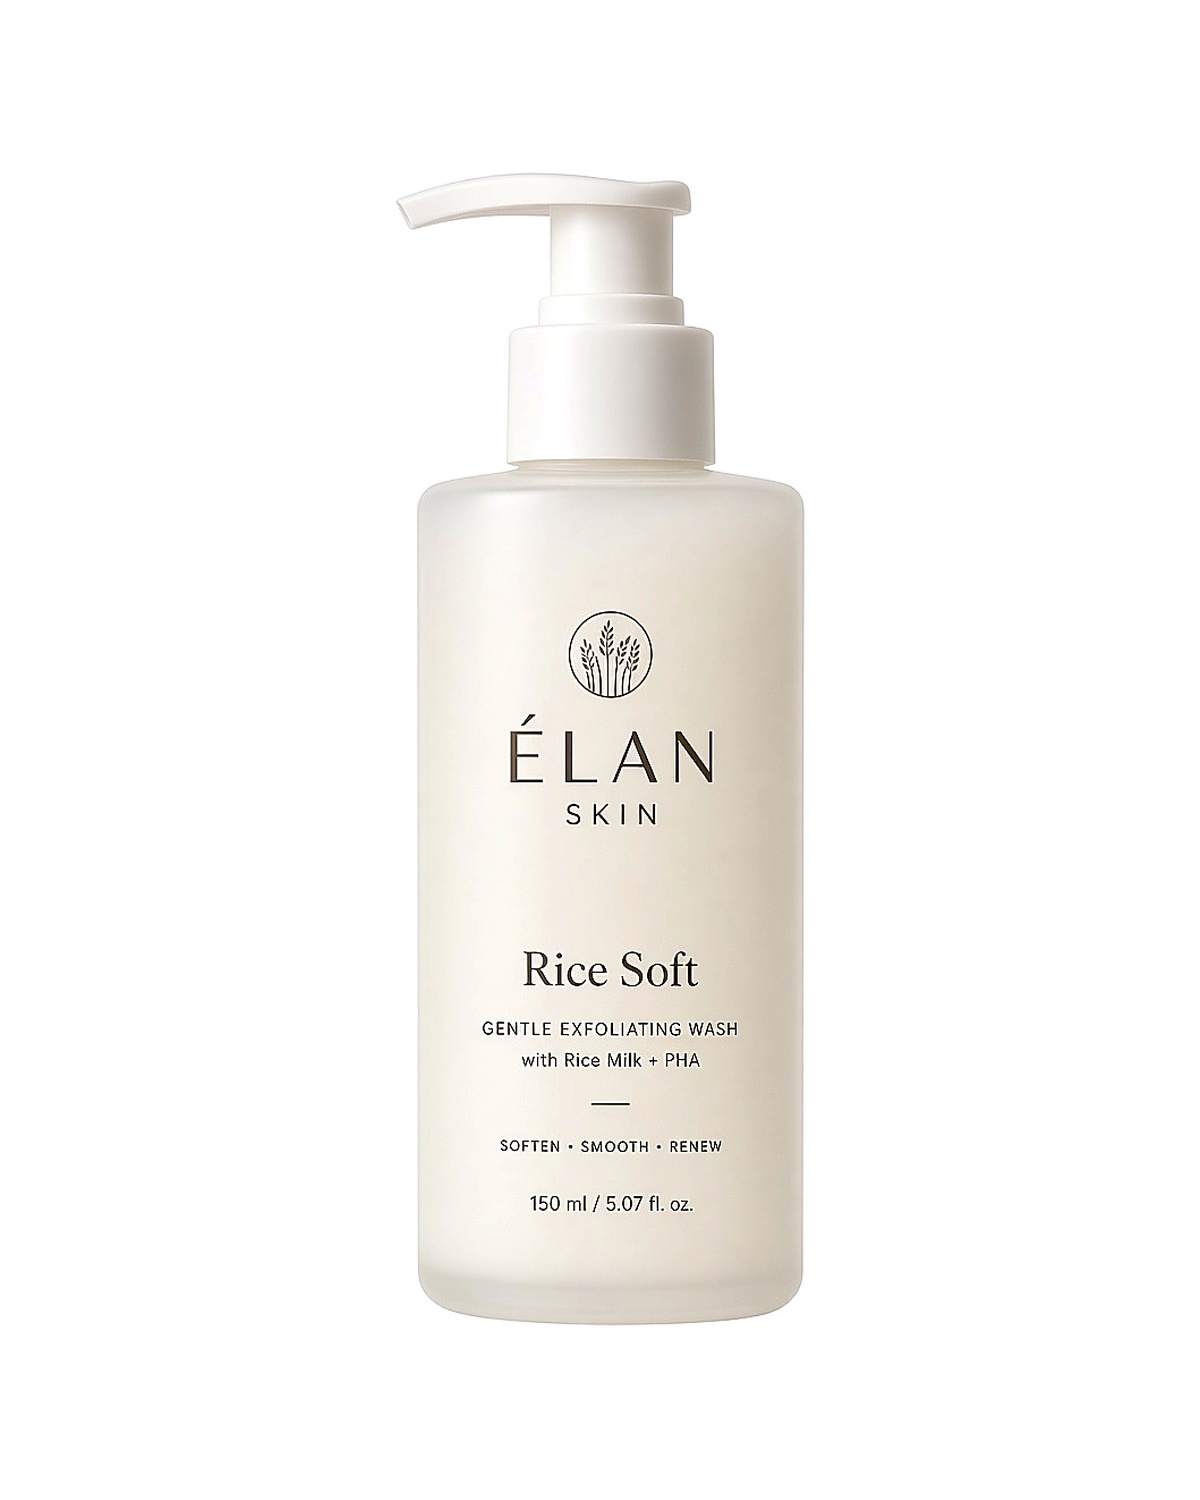 ÉLAN
SKIN
Rice Soft
GENTLE EXFOLIATING WASH
with Rice Milk + PHA
SOFTEN • SMOOTH • RENEW
150 ml / 5.07 fl. oz.